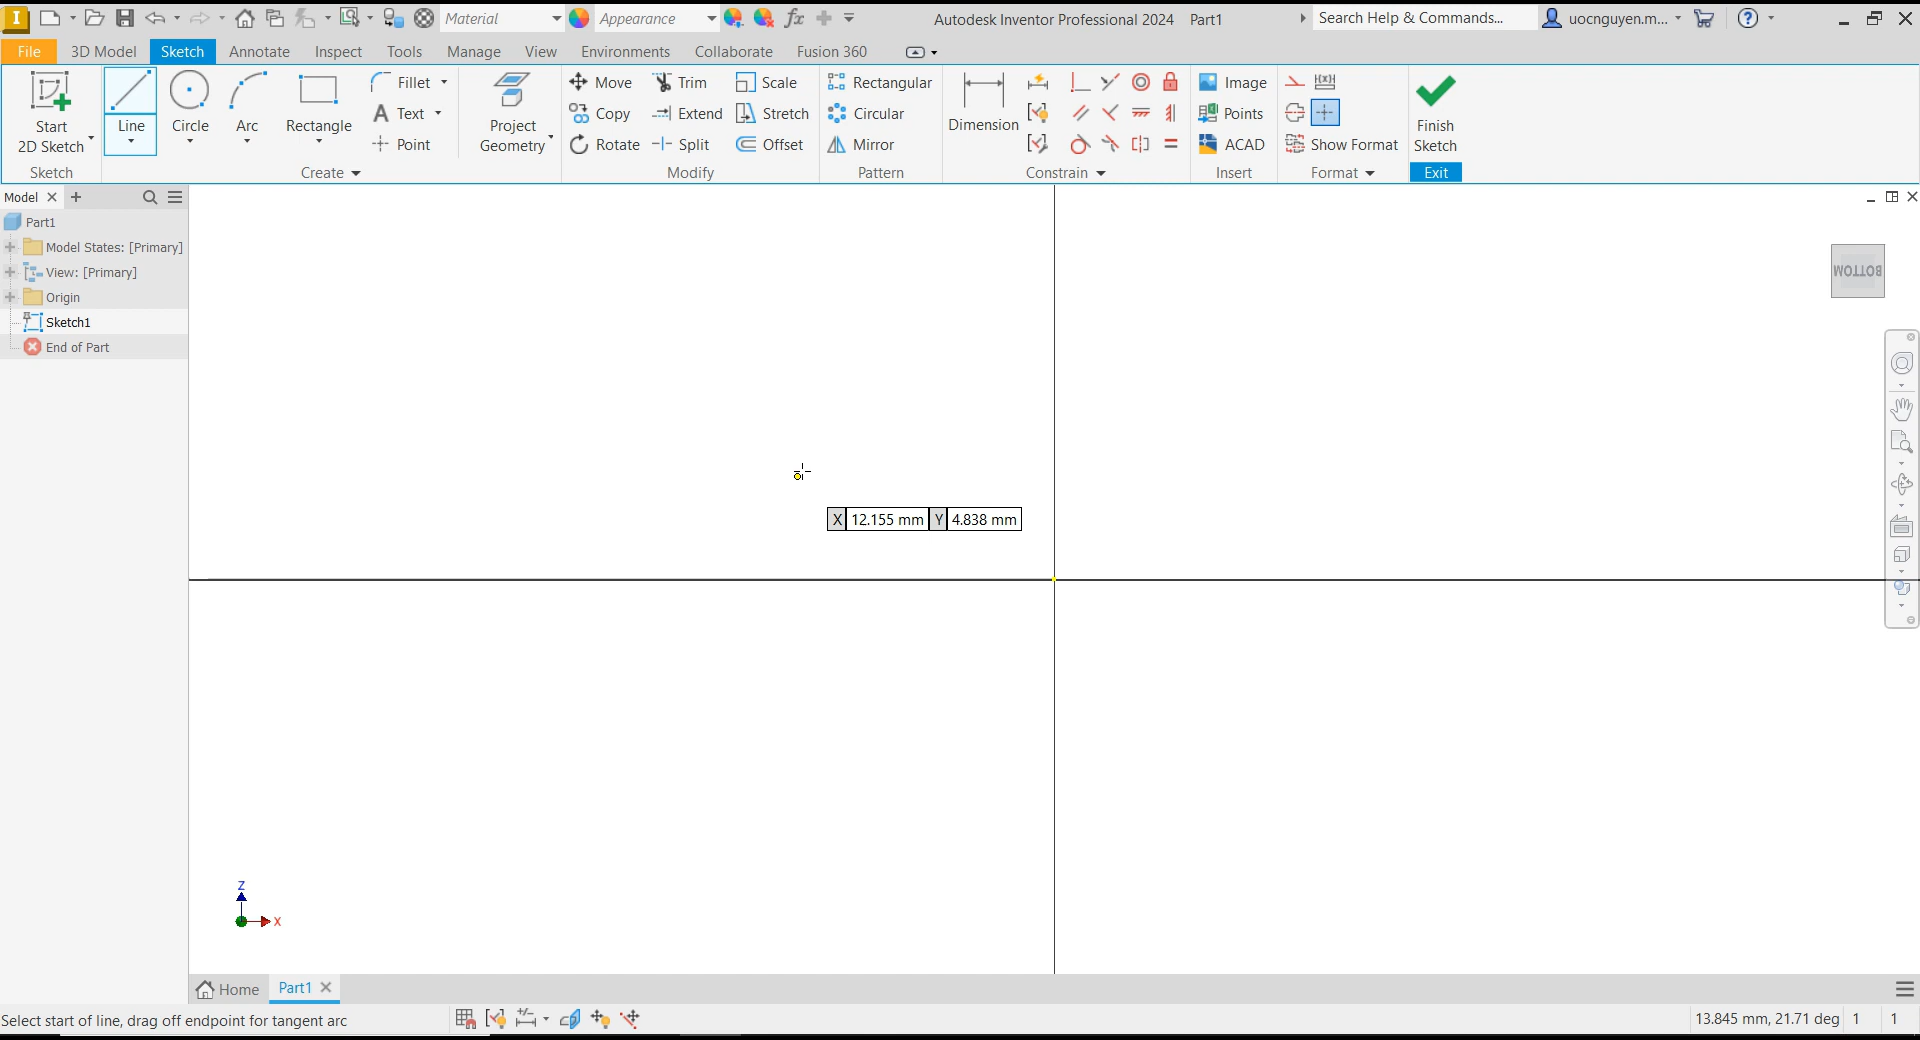 I Material Appearance fx Autodesk Inventor Professional 2024 Part1 Search Help & Commands... uocnguyen.m... ?
File 3D Model Sketch Annotate Inspect Tools Manage View Environments Collaborate Fusion 360
Start 2D Sketch Line Circle Arc Rectangle Fillet Text Point Project Geometry Move Copy Rotate Trim Extend Split Scale Stretch Offset Rectangular Circular Mirror Dimension Image Points ACAD Show Format Finish Sketch
Sketch Create Modify Pattern Constrain Insert Format Exit
Model
Part1
Model States: [Primary]
View: [Primary]
Origin
Sketch1
End of Part
BOTTOM
X 12.155 mm Y 4.838 mm
Z
X
Home Part1
Select start of line, drag off endpoint for tangent arc 13.845 mm, 21.71 deg 1 1